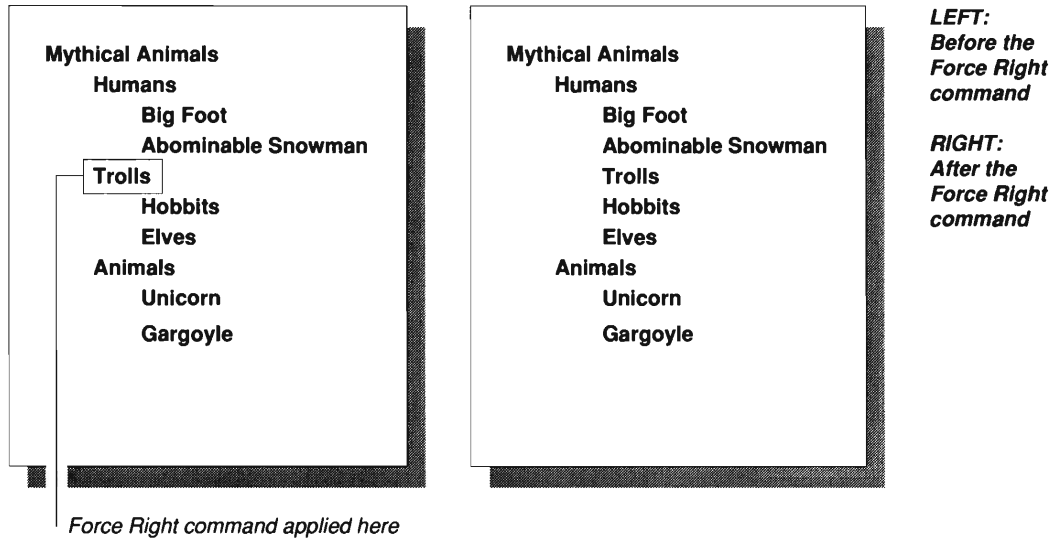 Mythical Animals
Humans
Big Foot
Abominable Snowman
Trolls
Hobbits
Elves
Animals
Unicorn
Gargoyle
Force Right command applied here
Mythical Animals
Humans
Big Foot
Abominable Snowman
Trolls
Hobbits
Elves
Animals
Unicorn
Gargoyle
LEFT:
Before the
Force Right
command
RIGHT:
After the
Force Right
command